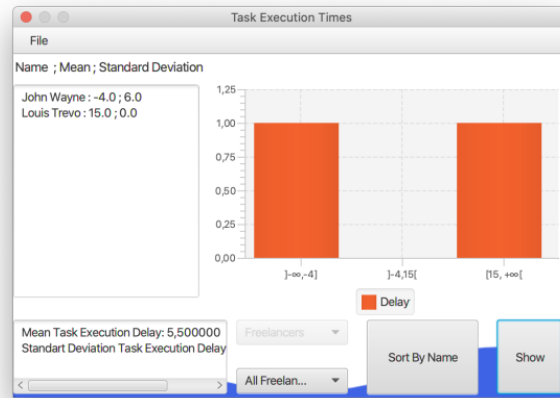 Task Execution Times
File
Name ; Mean ; Standard Deviation
John Wayne : -4.0 ; 6.0
Louis Trevo : 15.0 ; 0.0
1,25
1,00
0,75
0,50
0,25
0,00
]-∞,-4]
]-4,15[
[15, +∞[
Delay
Mean Task Execution Delay: 5,500000
Standart Deviation Task Execution Delay
Freelancers
All Freelan...
Sort By Name
Show